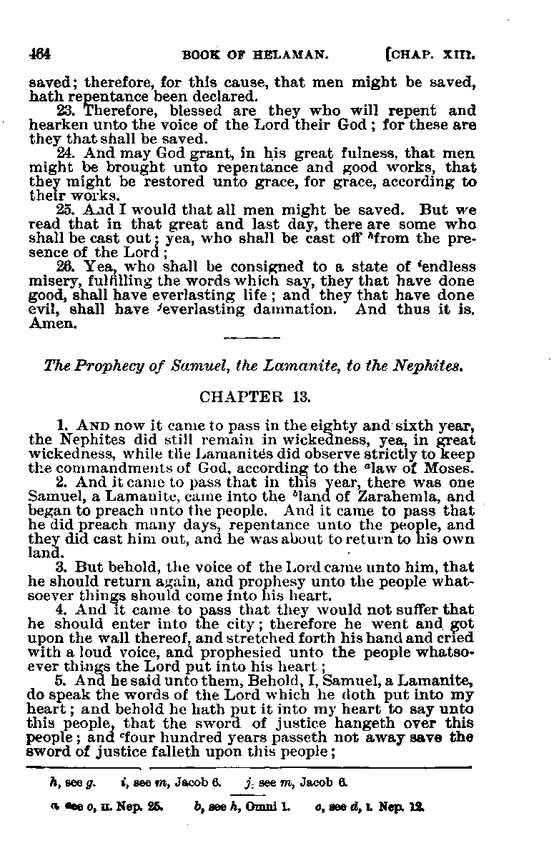 464 BOOK OF HELAMAN. [CHAP. XIII.
saved; therefore, for this cause, that men might be saved,
hath repentance been declared.
23. Therefore, blessed are they who will repent and
hearken unto the voice of the Lord their God; for these are
they that shall be saved.
24. And may God grant, in his great fulness, that men
might be brought unto repentance and good works, that
they might be restored unto grace, for grace, according to
their works.
25. And I would that all men might be saved. But we
read that in that great and last day, there are some who
shall be cast out; yea, who shall be cast off ʰfrom the pre-
sence of the Lord;
26. Yea, who shall be consigned to a state of ⁱendless
misery, fulfilling the words which say, they that have done
good, shall have everlasting life; and they that have done
evil, shall have ʲeverlasting damnation. And thus it is.
Amen.
The Prophecy of Samuel, the Lamanite, to the Nephites.
CHAPTER 13.
1. AND now it came to pass in the eighty and sixth year,
the Nephites did still remain in wickedness, yea, in great
wickedness, while the Lamanites did observe strictly to keep
the commandments of God, according to the ᵃlaw of Moses.
2. And it came to pass that in this year, there was one
Samuel, a Lamanite, came into the ᵇland of Zarahemla, and
began to preach unto the people. And it came to pass that
he did preach many days, repentance unto the people, and
they did cast him out, and he was about to return to his own
land.
3. But behold, the voice of the Lord came unto him, that
he should return again, and prophesy unto the people what-
soever things should come into his heart.
4. And it came to pass that they would not suffer that
he should enter into the city; therefore he went and got
upon the wall thereof, and stretched forth his hand and cried
with a loud voice, and prophesied unto the people whatso-
ever things the Lord put into his heart;
5. And he said unto them, Behold, I, Samuel, a Lamanite,
do speak the words of the Lord which he doth put into my
heart; and behold he hath put it into my heart to say unto
this people, that the sword of justice hangeth over this
people; and ᶜfour hundred years passeth not away save the
sword of justice falleth upon this people;
h, see g. i, see m, Jacob 6. j, see m, Jacob 6.
a, see o, II. Nep. 25. b, see h, Omni 1. c, see d, I. Nep. 12.